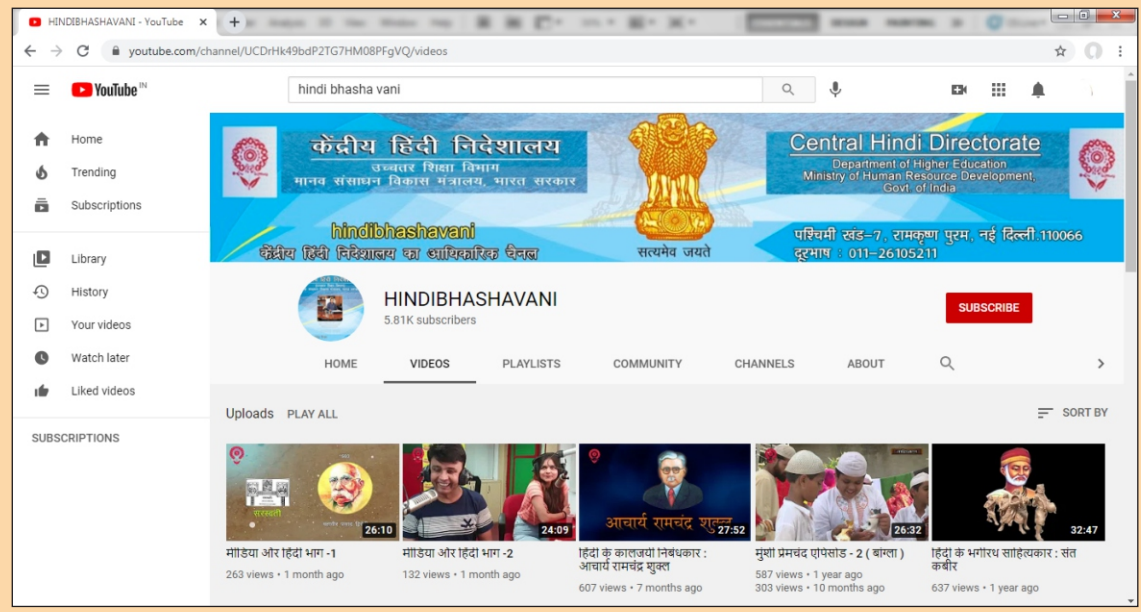 HINDIBHASHAVANI - YouTube
youtube.com/channel/UCDrHk49bdP2TG7HM08PFgVQ/videos
YouTube IN
hindi bhasha vani
Home
Trending
Subscriptions
Library
History
Your videos
Watch later
Liked videos
SUBSCRIPTIONS
केंद्रीय हिंदी निदेशालय
उच्चतर शिक्षा विभाग
मानव संसाधन विकास मंत्रालय, भारत सरकार
hindibhashavani
केंद्रीय हिंदी निदेशालय का आधिकारिक चैनल
सत्यमेव जयते
Central Hindi Directorate
Department of Higher Education
Ministry of Human Resource Development,
Govt. of India
पश्चिमी खंड-7, रामकृष्ण पुरम, नई दिल्ली.110066
दूरभाष : 011-26105211
HINDIBHASHAVANI
5.81K subscribers
SUBSCRIBE
HOME VIDEOS PLAYLISTS COMMUNITY CHANNELS ABOUT
Uploads PLAY ALL
SORT BY
सरस्वती
26:10
मीडिया और हिंदी भाग -1
263 views • 1 month ago
24:09
मीडिया और हिंदी भाग -2
132 views • 1 month ago
आचार्य रामचंद्र शुक्ल
27:52
हिंदी के कालजयी निबंधकार :
आचार्य रामचंद्र शुक्ल
607 views • 7 months ago
26:32
मुंशी प्रेमचंद एपिसोड - 2 ( बांग्ला )
587 views • 1 year ago
303 views • 10 months ago
32:47
हिंदी के भगीरथ साहित्यकार : संत
कबीर
637 views • 1 year ago